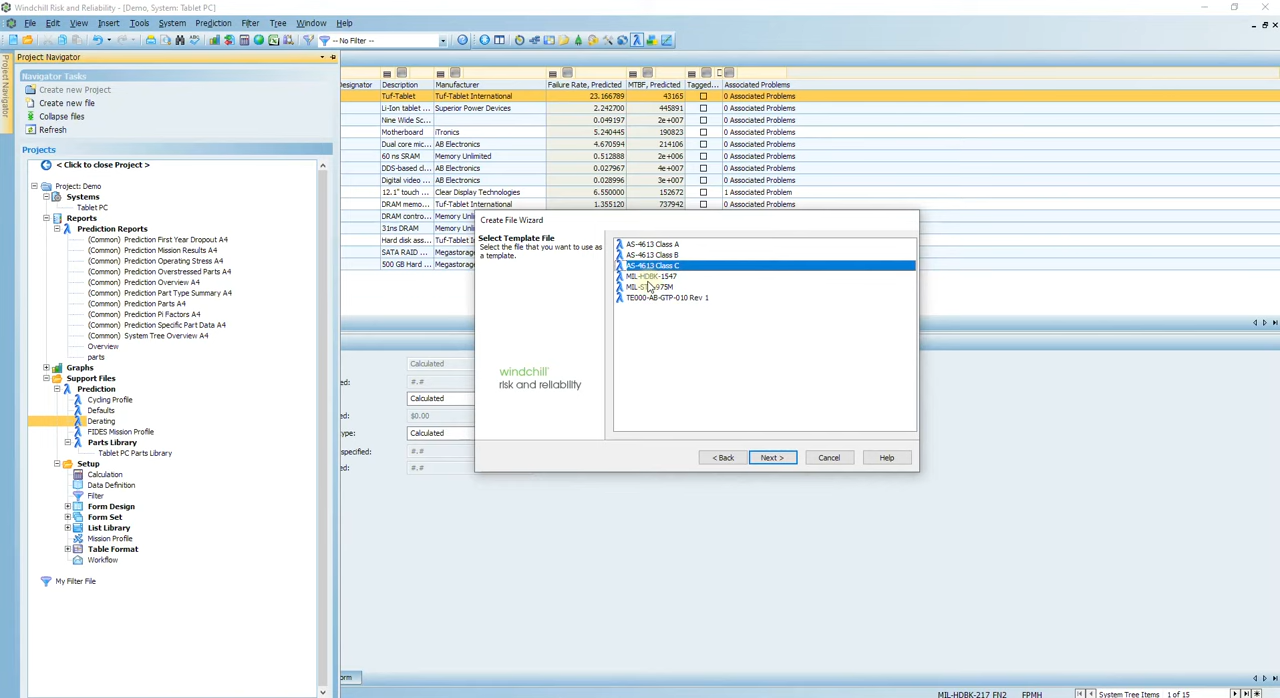 Windchill Risk and Reliability - [Demo, System: Tablet PC]
File Edit View Insert Tools System Prediction Filter Tree Window Help
-- No Filter --
Project Navigator
Project Navigator
Navigator Tasks
Create new Project
Create new file
Collapse files
Refresh
Projects
< Click to close Project >
Project: Demo
Systems
Tablet PC
Reports
Prediction Reports
(Common) Prediction First Year Dropout A4
(Common) Prediction Mission Results A4
(Common) Prediction Operating Stress A4
(Common) Prediction Overstressed Parts A4
(Common) Prediction Overview A4
(Common) Prediction Part Type Summary A4
(Common) Prediction Parts A4
(Common) Prediction Pi Factors A4
(Common) Prediction Specific Part Data A4
(Common) System Tree Overview A4
Overview
parts
Graphs
Support Files
Prediction
Cycling Profile
Defaults
Derating
FIDES Mission Profile
Parts Library
Tablet PC Parts Library
Setup
Calculation
Data Definition
Filter
Form Design
Form Set
List Library
Mission Profile
Table Format
Workflow
My Filter File
Designator Description Manufacturer Failure Rate, Predicted MTBF, Predicted Tagged... Associated Problems
Tuf-Tablet Tuf-Tablet International 23.166789 43165 0 Associated Problems
Li-Ion tablet ... Superior Power Devices 2.242700 445891 0 Associated Problems
Nine Wide Sc... 0.049197 2e+007 0 Associated Problems
Motherboard iTronics 5.240445 190823 0 Associated Problems
Dual core mic... AB Electronics 4.670594 214106 0 Associated Problems
60 ns SRAM Memory Unlimited 0.512888 2e+006 0 Associated Problems
DDS-based cl... AB Electronics 0.027967 4e+007 0 Associated Problems
Digital video ... AB Electronics 0.028996 3e+007 0 Associated Problems
12.1" touch ... Clear Display Technologies 6.550000 152672 1 Associated Problems
DRAM memo... Tuf-Tablet International 1.355120 737942 0 Associated Problems
DRAM contro... Memory Un
31ns DRAM Memory Un
Hard disk ass... Tuf-Tablet In
SATA RAID ... Megastorag
500 GB Hard ... Megastorag
Create File Wizard
Select Template File
Select the file that you want to use as
a template.
AS-4613 Class A
AS-4613 Class B
AS-4613 Class C
MIL-HDBK-1547
MIL-STD-975M
TE000-AB-GTP-010 Rev 1
windchill
risk and reliability
< Back Next > Cancel Help
Calculated
ed: #.#
Calculated
ed: $0.00
ype: Calculated
specified: #.#
ed: #.#
orm
MIL-HDBK-217 FN2 FPMH System Tree Items 1 of 15